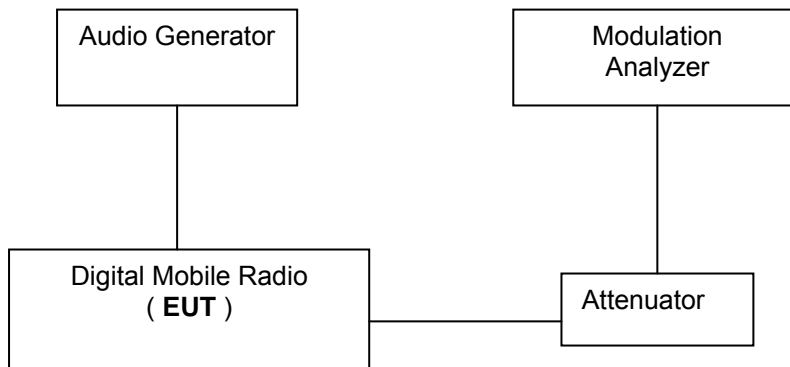 Audio Generator
Modulation
Analyzer
Digital Mobile Radio
( EUT )
Attenuator